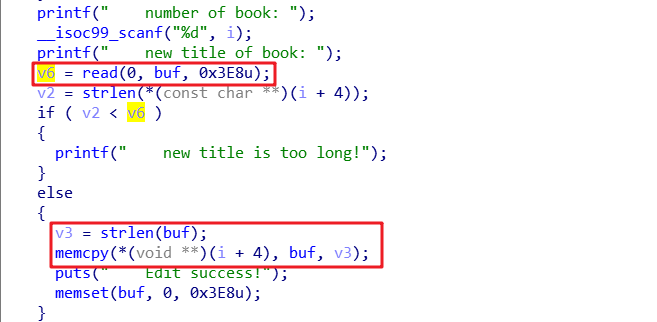 printf("    number of book: ");
__isoc99_scanf("%d", i);
printf("    new title of book: ");
v6 = read(0, buf, 0x3E8u);
v2 = strlen(*(const char **)(i + 4));
if ( v2 < v6 )
{
printf("    new title is too long!");
}
else
{
v3 = strlen(buf);
memcpy(*(void **)(i + 4), buf, v3);
puts("    Edit success!");
memset(buf, 0, 0x3E8u);
}